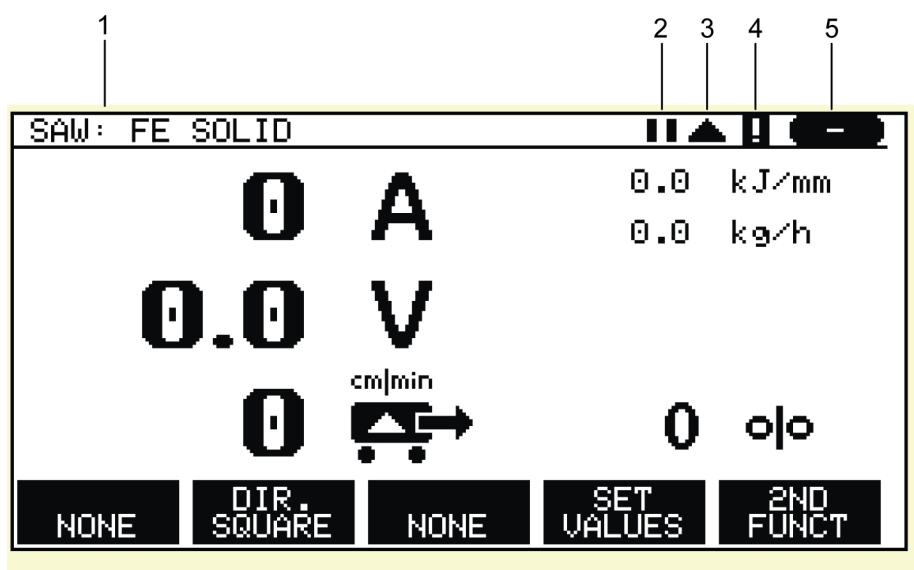 1 2 3 4 5
SAW: FE SOLID
0 A 0.0 kJ/mm
0.0 kg/h
0.0 V
cm|min
0 0 o|o
NONE DIR. SQUARE NONE SET VALUES 2ND FUNCT